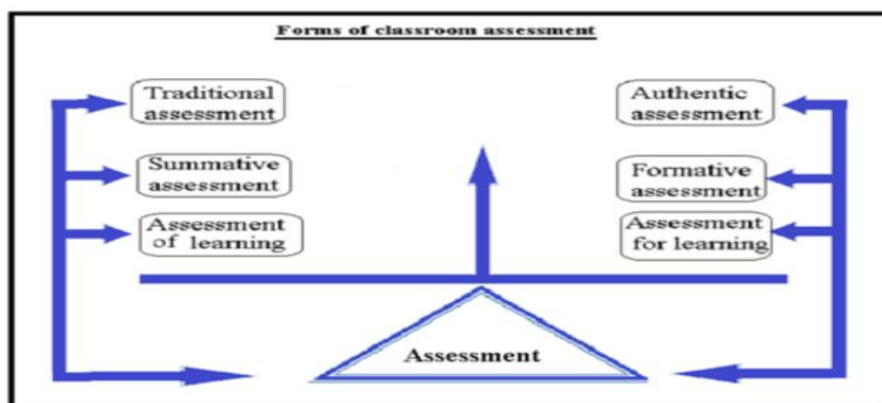 Forms of classroom assessment
Traditional
assessment
Summative
assessment
Assessment
of learning
Authentic
assessment
Formative
assessment
Assessment
for learning
Assessment